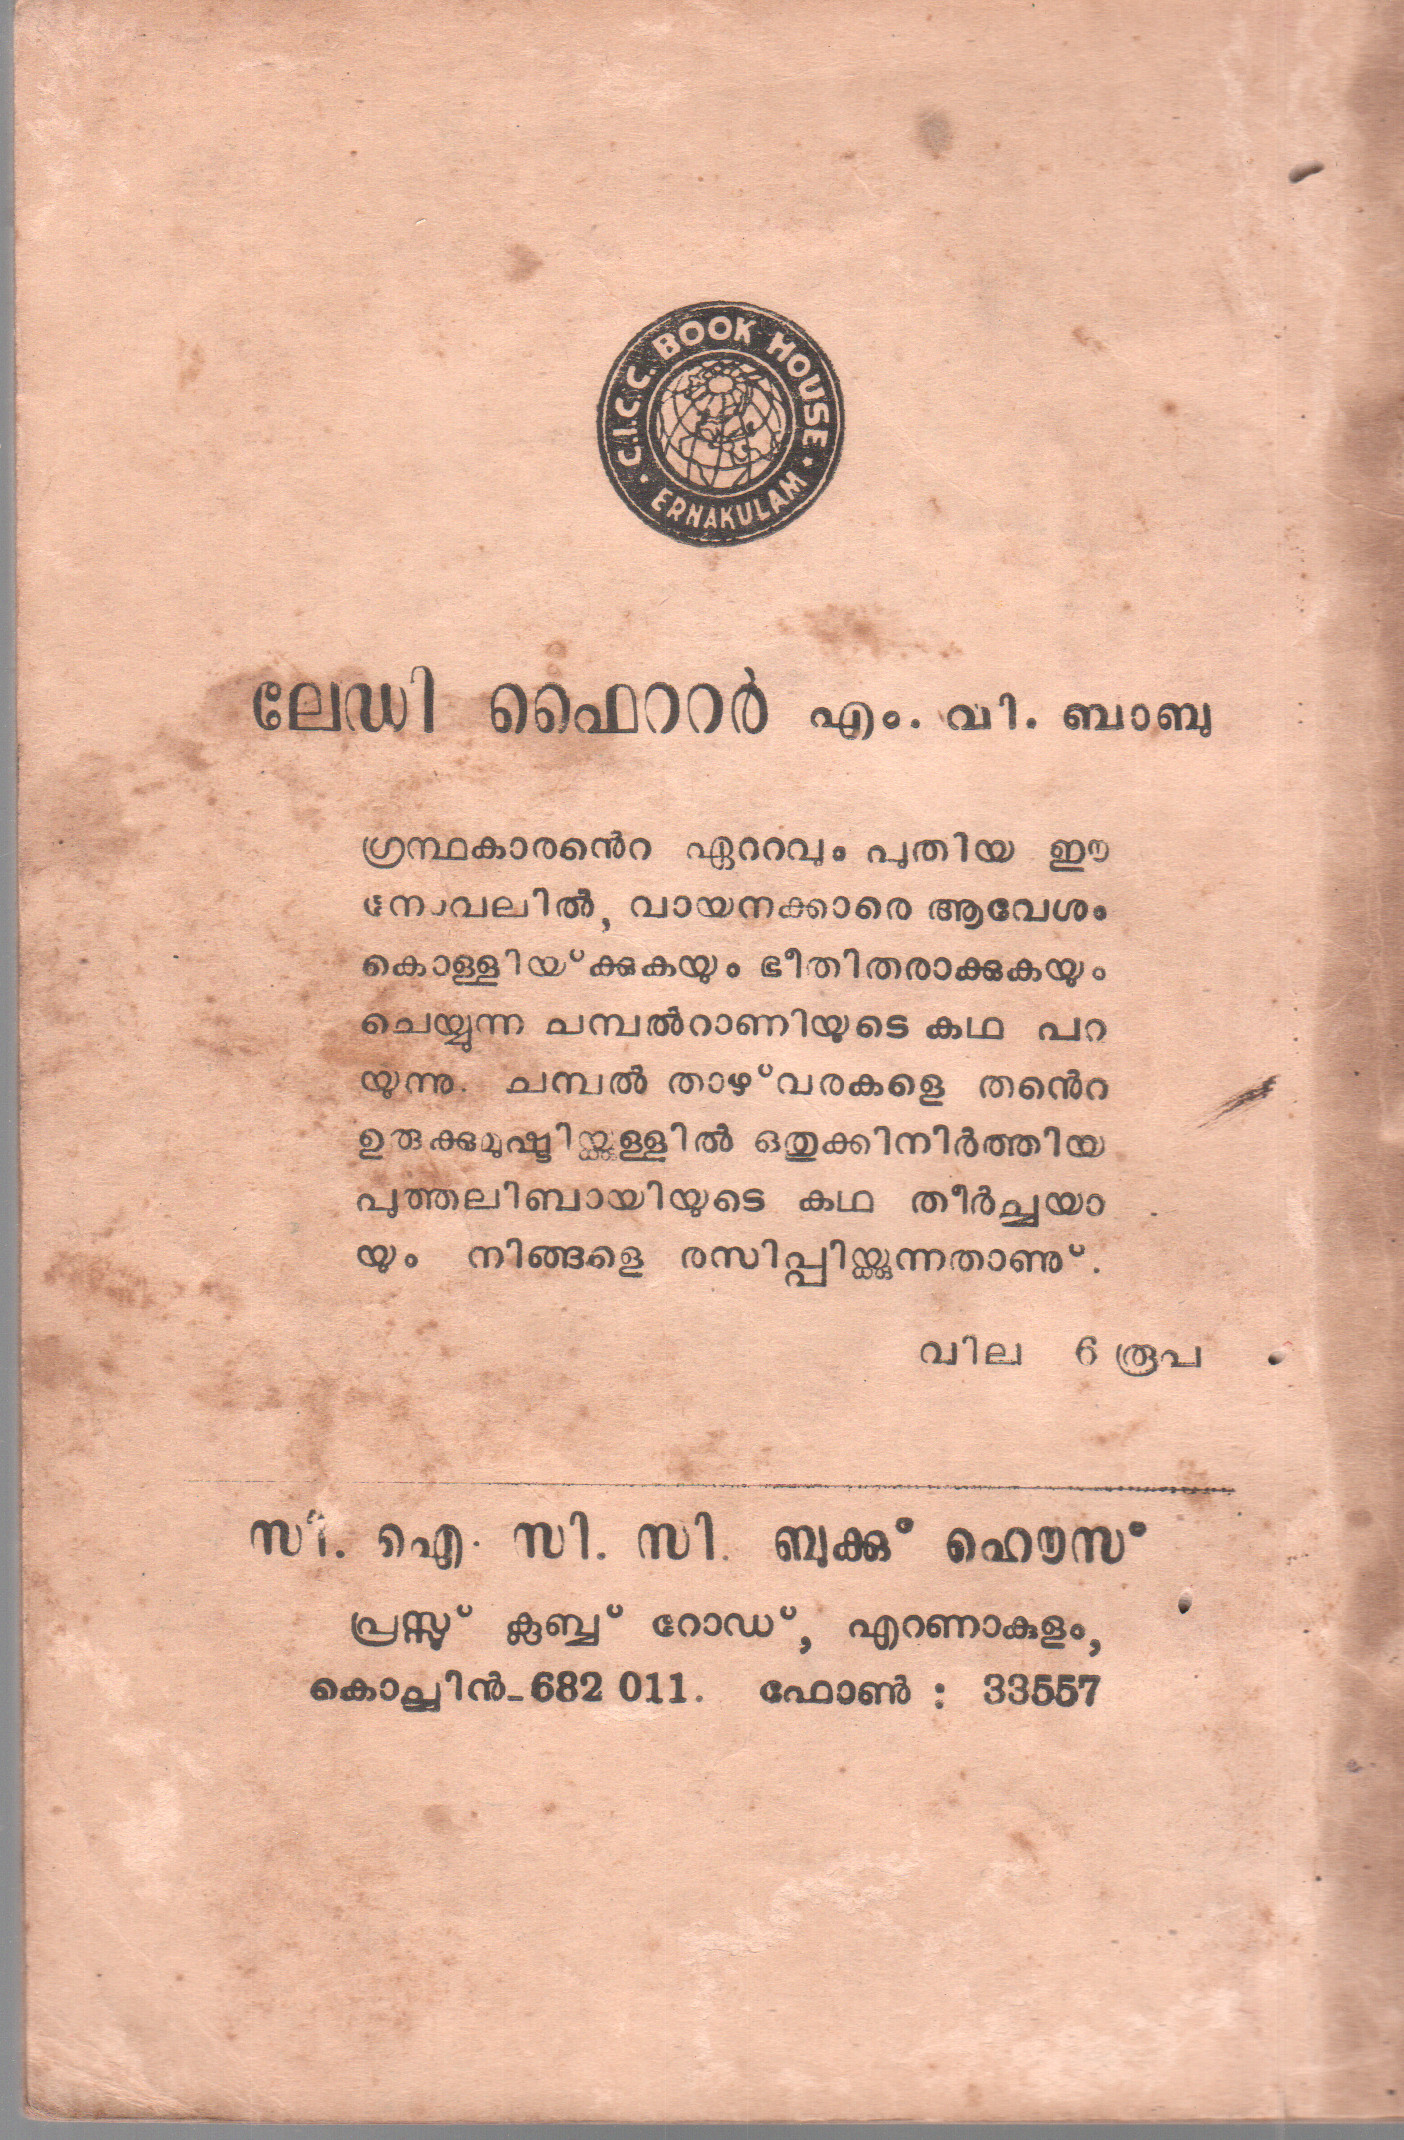 C.I.C.C. BOOK HOUSE
ERNAKULAM
ലേഡി ഫൈററർ എം. വി. ബാബു
ഗ്രന്ഥകാരൻെറ ഏററവും പുതിയ ഈ
നോവലിൽ, വായനക്കാരെ ആവേശം
കൊള്ളിയ്ക്കുകയും ഭീതിതരാക്കുകയും
ചെയ്യുന്ന ചമ്പൽറാണിയുടെ കഥ പറ
യുന്നു. ചമ്പൽ താഴ്‌വരകളെ തൻെറ
ഉരുക്കുമുഷ്ടിയ്ക്കുള്ളിൽ ഒതുക്കിനിർത്തിയ
പുത്തലിബായിയുടെ കഥ തീർച്ചയാ
യും നിങ്ങളെ രസിപ്പിയ്ക്കുന്നതാണു്.
വില 6 രൂപ
സി. ഐ. സി. സി. ബുക്കു് ഹൌസ്
പ്രസ്സു് ക്ലബ്ബ് റോഡ്, എറണാകുളം,
കൊച്ചിൻ-682 011. ഫോൺ : 33557